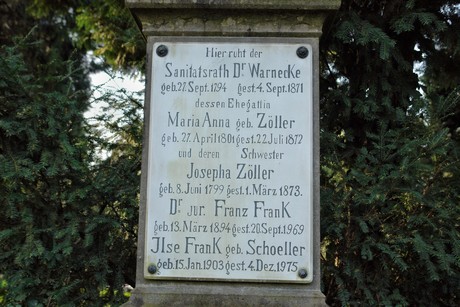 Hier ruht der
Sanitätsrath Dr Warnecke
geb. 27. Sept. 1794 gest. 4. Sept. 1871
dessen Ehegattin
Maria Anna geb. Zöller
geb. 27. April 1801 gest. 22. Juli 1872
und deren Schwester
Josepha Zöller
geb. 8. Juni 1799 gest. 1. März 1873.
Dr. jur. Franz Frank
geb. 13. März 1894 gest. 20. Sept. 1969
Ilse Frank geb. Schoeller
geb. 15. Jan. 1903 gest. 4. Dez. 1975